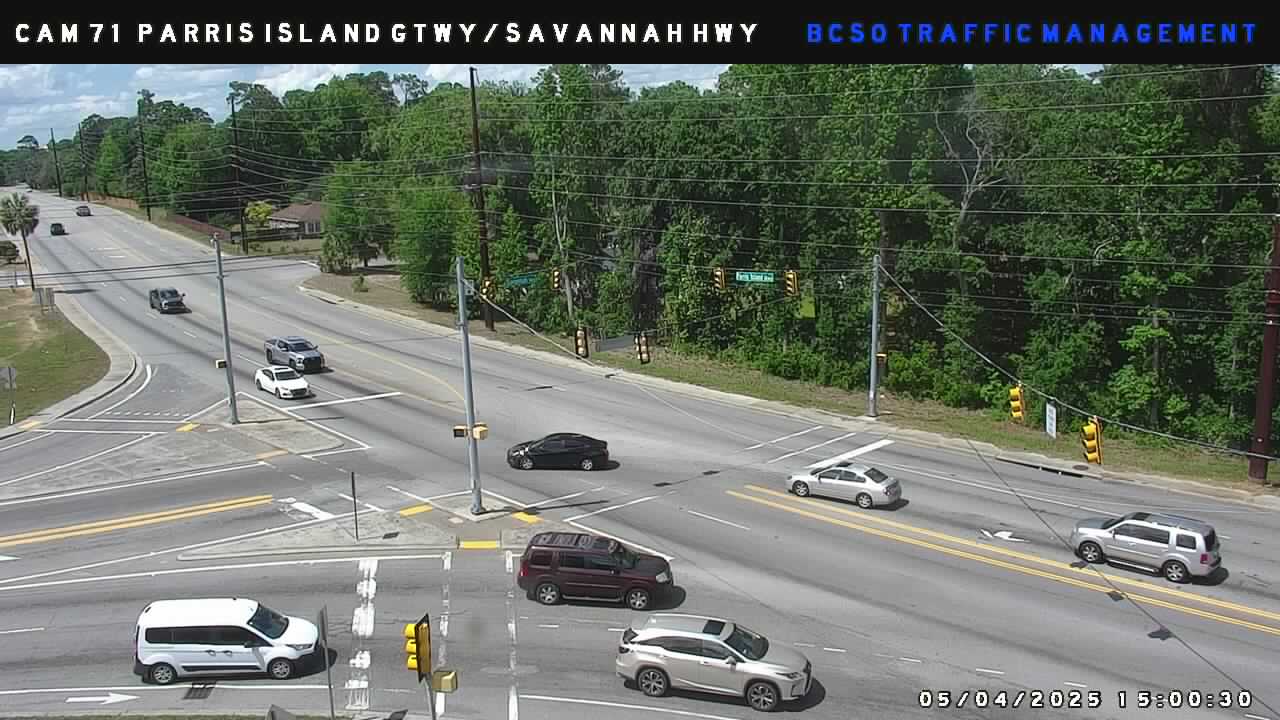 CAM 71 PARRIS ISLAND GTWY/SAVANNAH HWY
BCSO TRAFFIC MANAGEMENT
05/04/2025 15:00:30